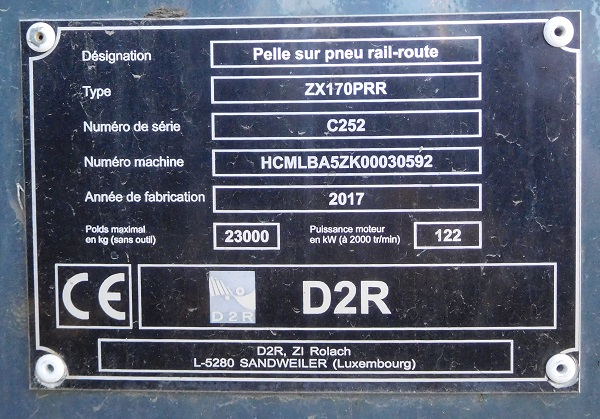 Désignation Pelle sur pneu rail-route
Type ZX170PRR
Numéro de série C252
Numéro machine HCMLBA5ZK00030592
Année de fabrication 2017
Poids maximal en kg (sans outil) 23000 Puissance moteur en kW (à 2000 tr/min) 122
CE D2R D2R
D2R, ZI Rolach
L-5280 SANDWEILER (Luxembourg)